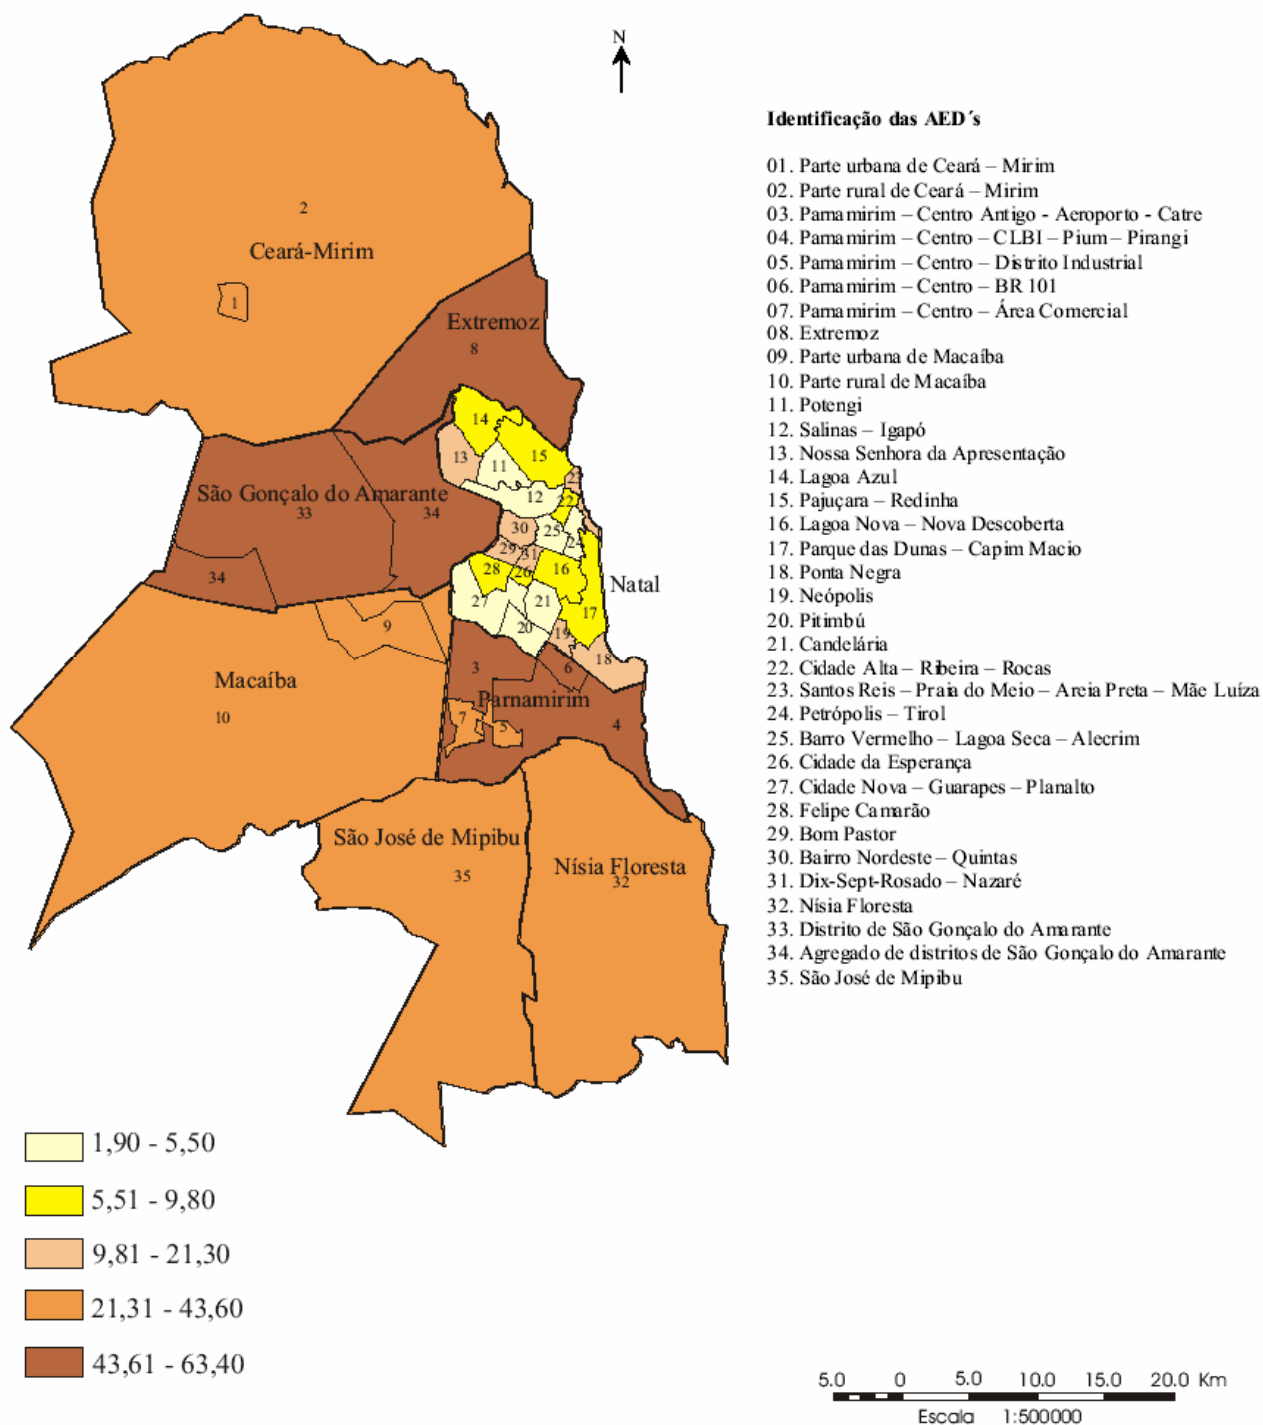 N
Identificação das AED´s
01. Parte urbana de Ceará – Mirim
02. Parte rural de Ceará – Mirim
03. Parnamirim – Centro Antigo - Aeroporto - Catre
04. Parnamirim – Centro – CLBI – Pium – Pirangi
05. Parnamirim – Centro – Distrito Industrial
06. Parnamirim – Centro – BR 101
07. Parnamirim – Centro – Área Comercial
08. Extremoz
09. Parte urbana de Macaíba
10. Parte rural de Macaíba
11. Potengi
12. Salinas – Igapó
13. Nossa Senhora da Apresentação
14. Lagoa Azul
15. Pajuçara – Redinha
16. Lagoa Nova – Nova Descoberta
17. Parque das Dunas – Capim Macio
18. Ponta Negra
19. Neópolis
20. Pitimbú
21. Candelária
22. Cidade Alta – Ribeira – Rocas
23. Santos Reis – Praia do Meio – Areia Preta – Mãe Luíza
24. Petrópolis – Tirol
25. Barro Vermelho – Lagoa Seca – Alecrim
26. Cidade da Esperança
27. Cidade Nova – Guarapes – Planalto
28. Felipe Camarão
29. Bom Pastor
30. Bairro Nordeste – Quintas
31. Dix-Sept-Rosado – Nazaré
32. Nísia Floresta
33. Distrito de São Gonçalo do Amarante
34. Agregado de distritos de São Gonçalo do Amarante
35. São José de Mipibu
2
Ceará-Mirim
1
Extremoz
8
14
13
11
15
23
São Gonçalo do Amarante
33
34
34
12
22
30
25
24
29
31
28
26
16
27
21
17
20
19
18
Natal
9
Macaíba
10
3
6
Parnamirim
7
5
4
São José de Mipibu
35
Nísia Floresta
32
1,90 - 5,50
5,51 - 9,80
9,81 - 21,30
21,31 - 43,60
43,61 - 63,40
5.0 0 5.0 10.0 15.0 20.0 Km
Escala 1:500000